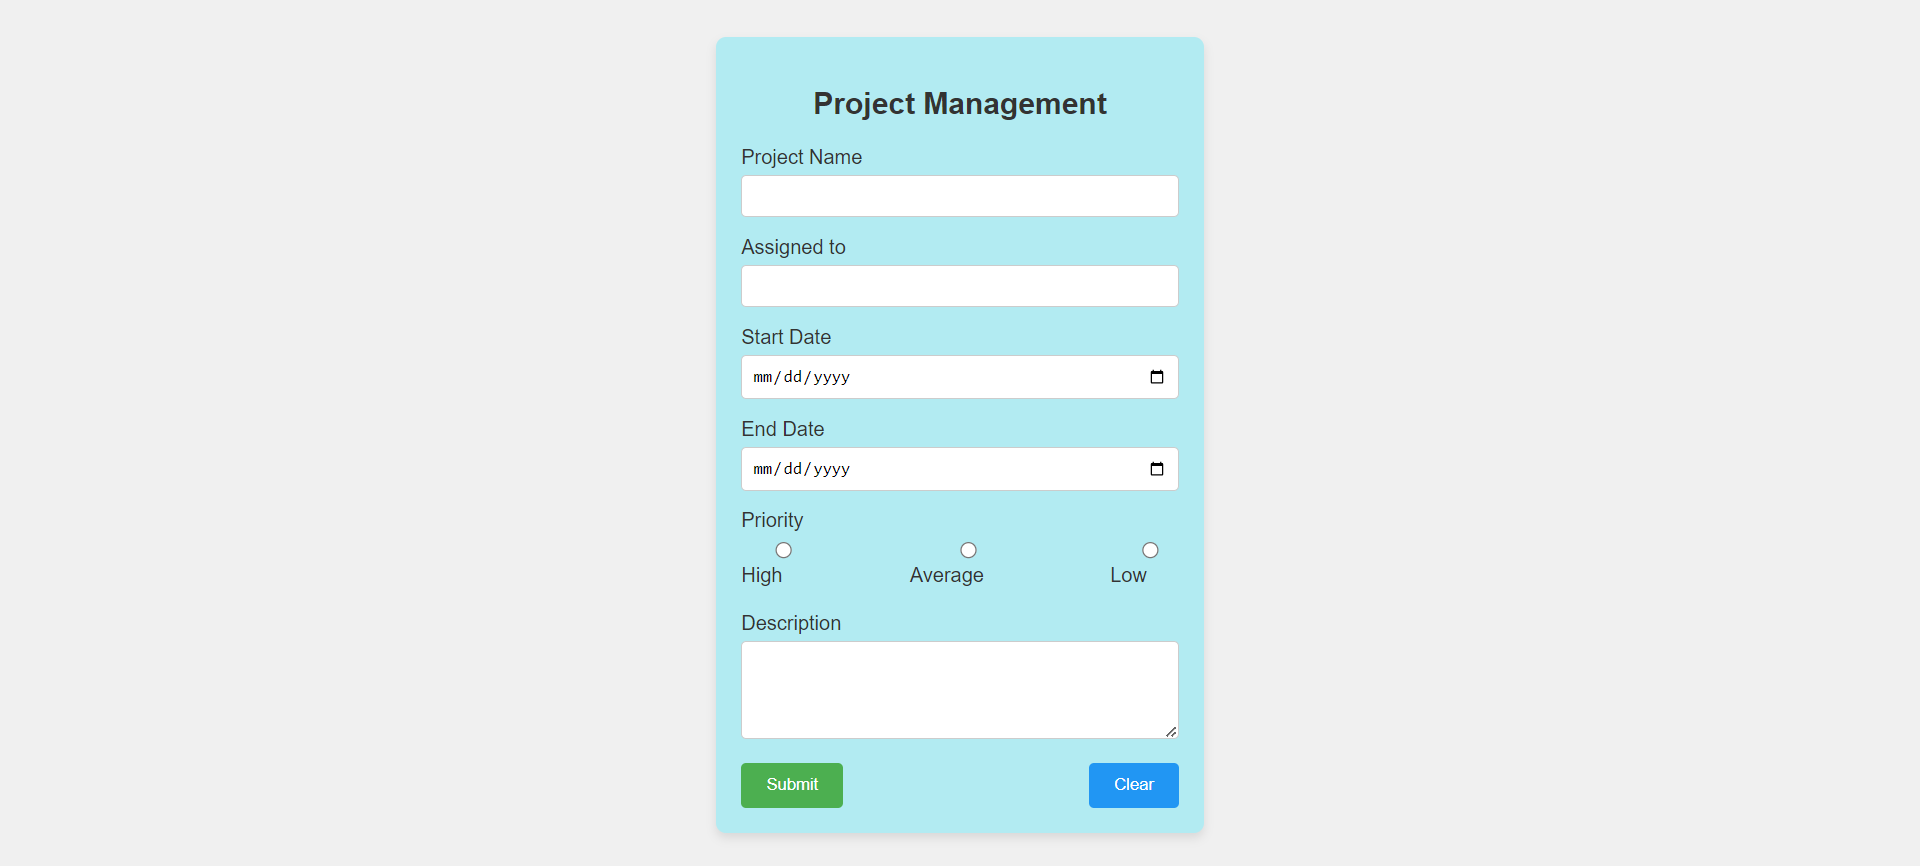 Project Management
Project Name
Assigned to
Start Date
mm/dd/yyyy
End Date
mm/dd/yyyy
Priority
High Average Low
Description
Submit Clear